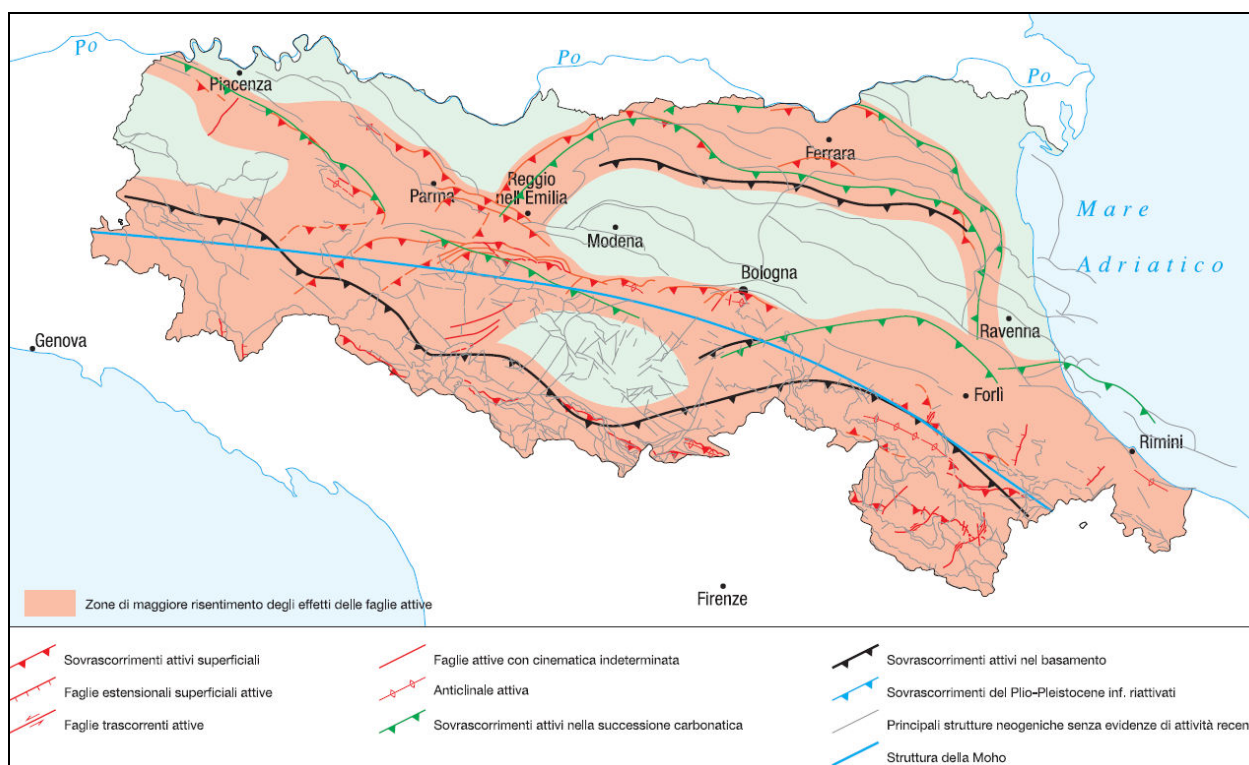 Po
Po
Po
Piacenza
Parma
Reggio
nell'Emilia
Modena
Ferrara
Bologna
Mare
Adriatico
Ravenna
Genova
Forlì
Rimini
Firenze
Zone di maggiore risentimento degli effetti delle faglie attive
Sovrascorrimenti attivi superficiali
Faglie estensionali superficiali attive
Faglie trascorrenti attive
Faglie attive con cinematica indeterminata
Anticlinale attiva
Sovrascorrimenti attivi nella successione carbonatica
Sovrascorrimenti attivi nel basamento
Sovrascorrimenti del Plio-Pleistocene inf. riattivati
Principali strutture neogeniche senza evidenze di attività recen
Struttura della Moho